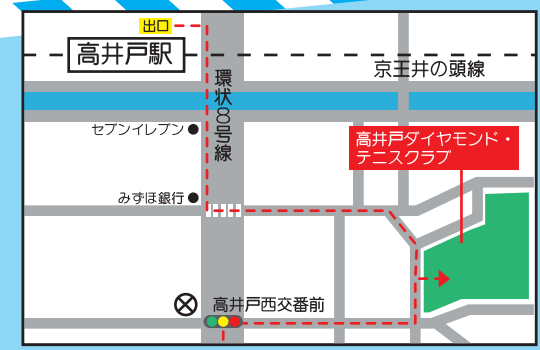 出口
高井戸駅
京王井の頭線
環状8号線
セブンイレブン
高井戸ダイヤモンド・
テニスクラブ
みずほ銀行
高井戸西交番前